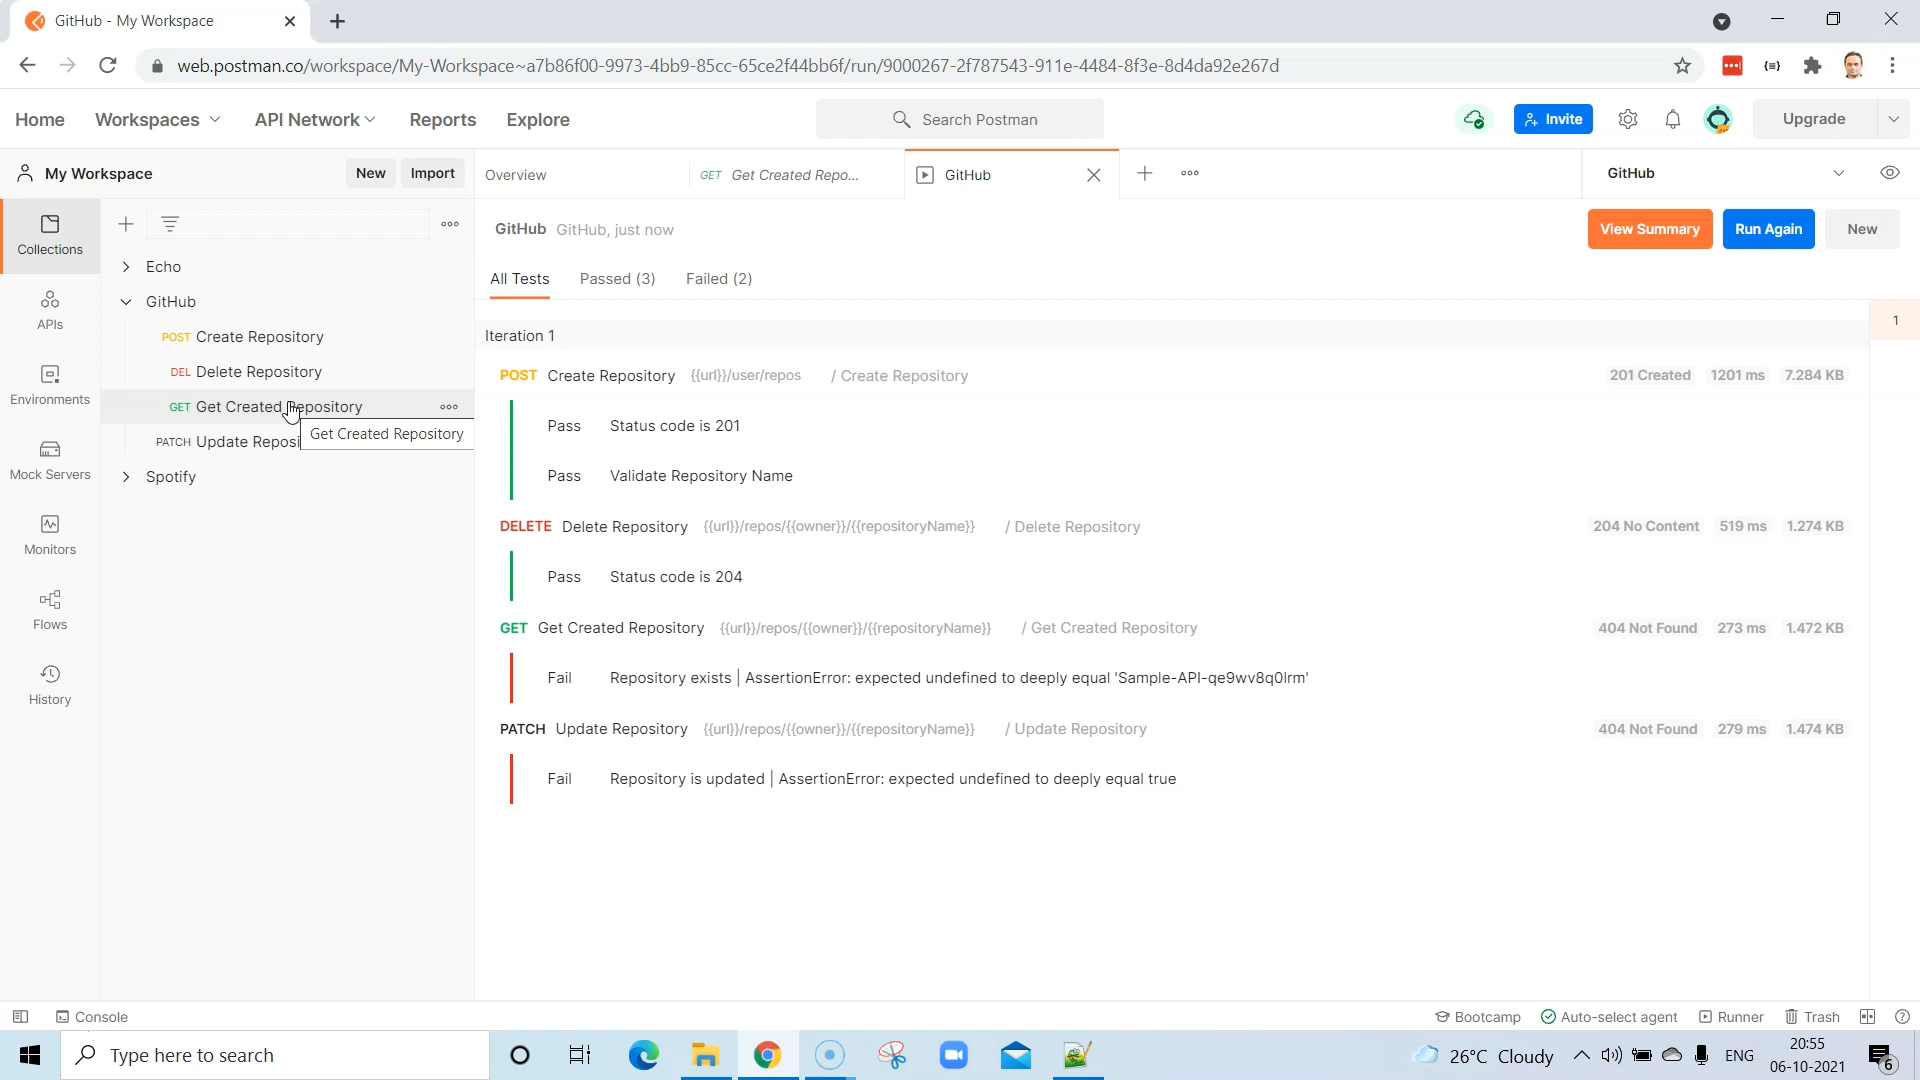 GitHub - My Workspace
web.postman.co/workspace/My-Workspace~a7b86f00-9973-4bb9-85cc-65ce2f44bb6f/run/9000267-2f787543-911e-4484-8f3e-8d4da92e267d
Home Workspaces API Network Reports Explore Search Postman Invite Upgrade
My Workspace New Import Overview GET Get Created Repo... GitHub GitHub
GitHub GitHub, just now View Summary Run Again New
Collections
APIs
Environments
Mock Servers
Monitors
Flows
History
Echo
GitHub
POST Create Repository
DEL Delete Repository
GET Get Created Repository
Get Created Repository
PATCH Update Reposi
Spotify
All Tests Passed (3) Failed (2)
Iteration 1
1
POST Create Repository {{url}}/user/repos / Create Repository 201 Created 1201 ms 7.284 KB
Pass Status code is 201
Pass Validate Repository Name
DELETE Delete Repository {{url}}/repos/{{owner}}/{{repositoryName}} / Delete Repository 204 No Content 519 ms 1.274 KB
Pass Status code is 204
GET Get Created Repository {{url}}/repos/{{owner}}/{{repositoryName}} / Get Created Repository 404 Not Found 273 ms 1.472 KB
Fail Repository exists | AssertionError: expected undefined to deeply equal 'Sample-API-qe9wv8q0lrm'
PATCH Update Repository {{url}}/repos/{{owner}}/{{repositoryName}} / Update Repository 404 Not Found 279 ms 1.474 KB
Fail Repository is updated | AssertionError: expected undefined to deeply equal true
Console Bootcamp Auto-select agent Runner Trash
Type here to search 26°C Cloudy ENG 20:55
06-10-2021 6